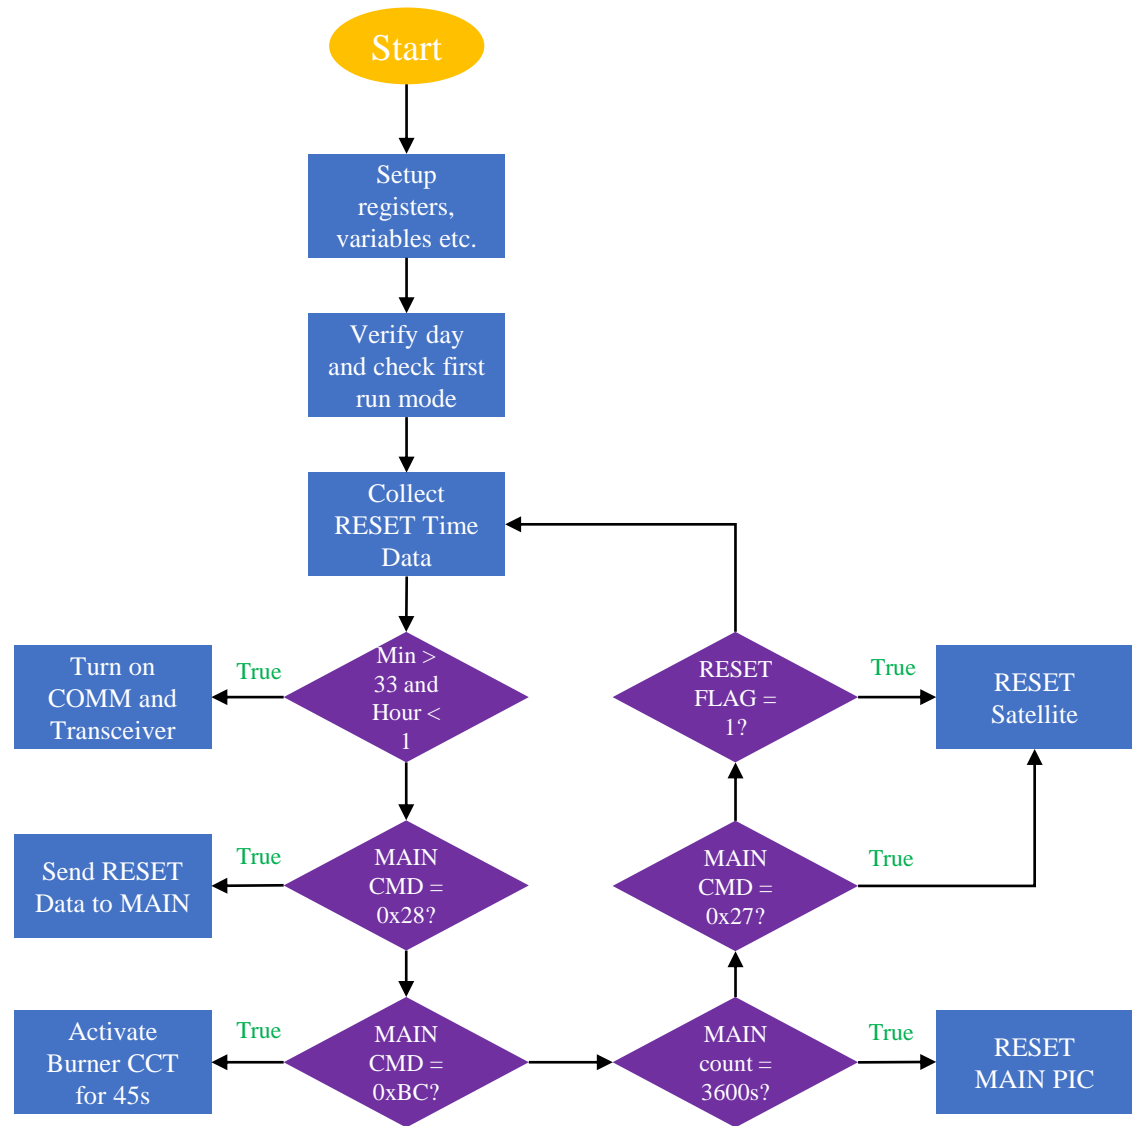 Start
Setup
registers,
variables etc.
Verify day
and check first
run mode
Collect
RESET Time
Data
Turn on
COMM and
Transceiver
True
Min >
33 and
Hour <
1
RESET
FLAG =
1?
True
RESET
Satellite
Send RESET
Data to MAIN
True
MAIN
CMD =
0x28?
MAIN
CMD =
0x27?
True
Activate
Burner CCT
for 45s
True
MAIN
CMD =
0xBC?
MAIN
count =
3600s?
True
RESET
MAIN PIC